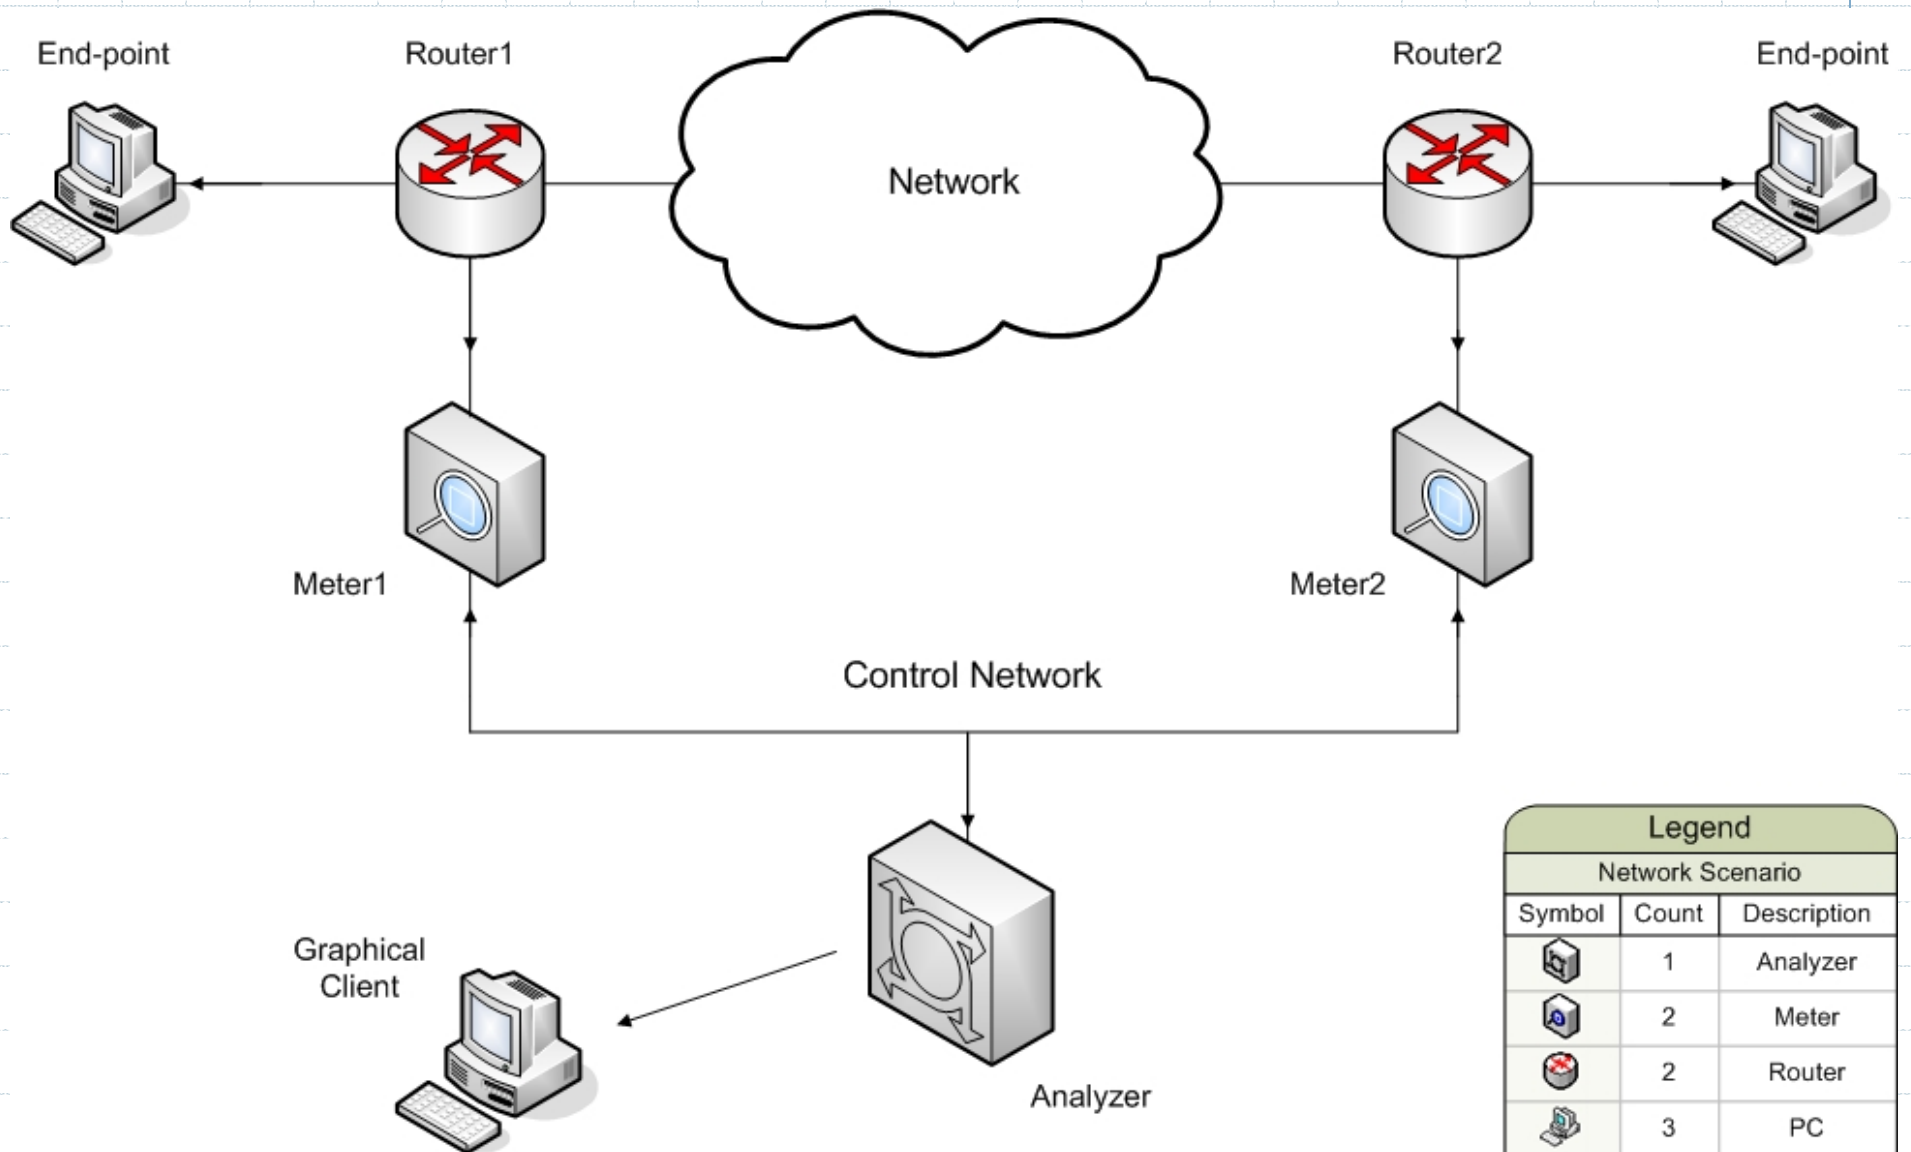 End-point
Router1
Router2
End-point
Network
Meter1
Meter2
Control Network
Graphical
Client
Analyzer
Legend
Network Scenario
Symbol Count Description
1 Analyzer
2 Meter
2 Router
3 PC